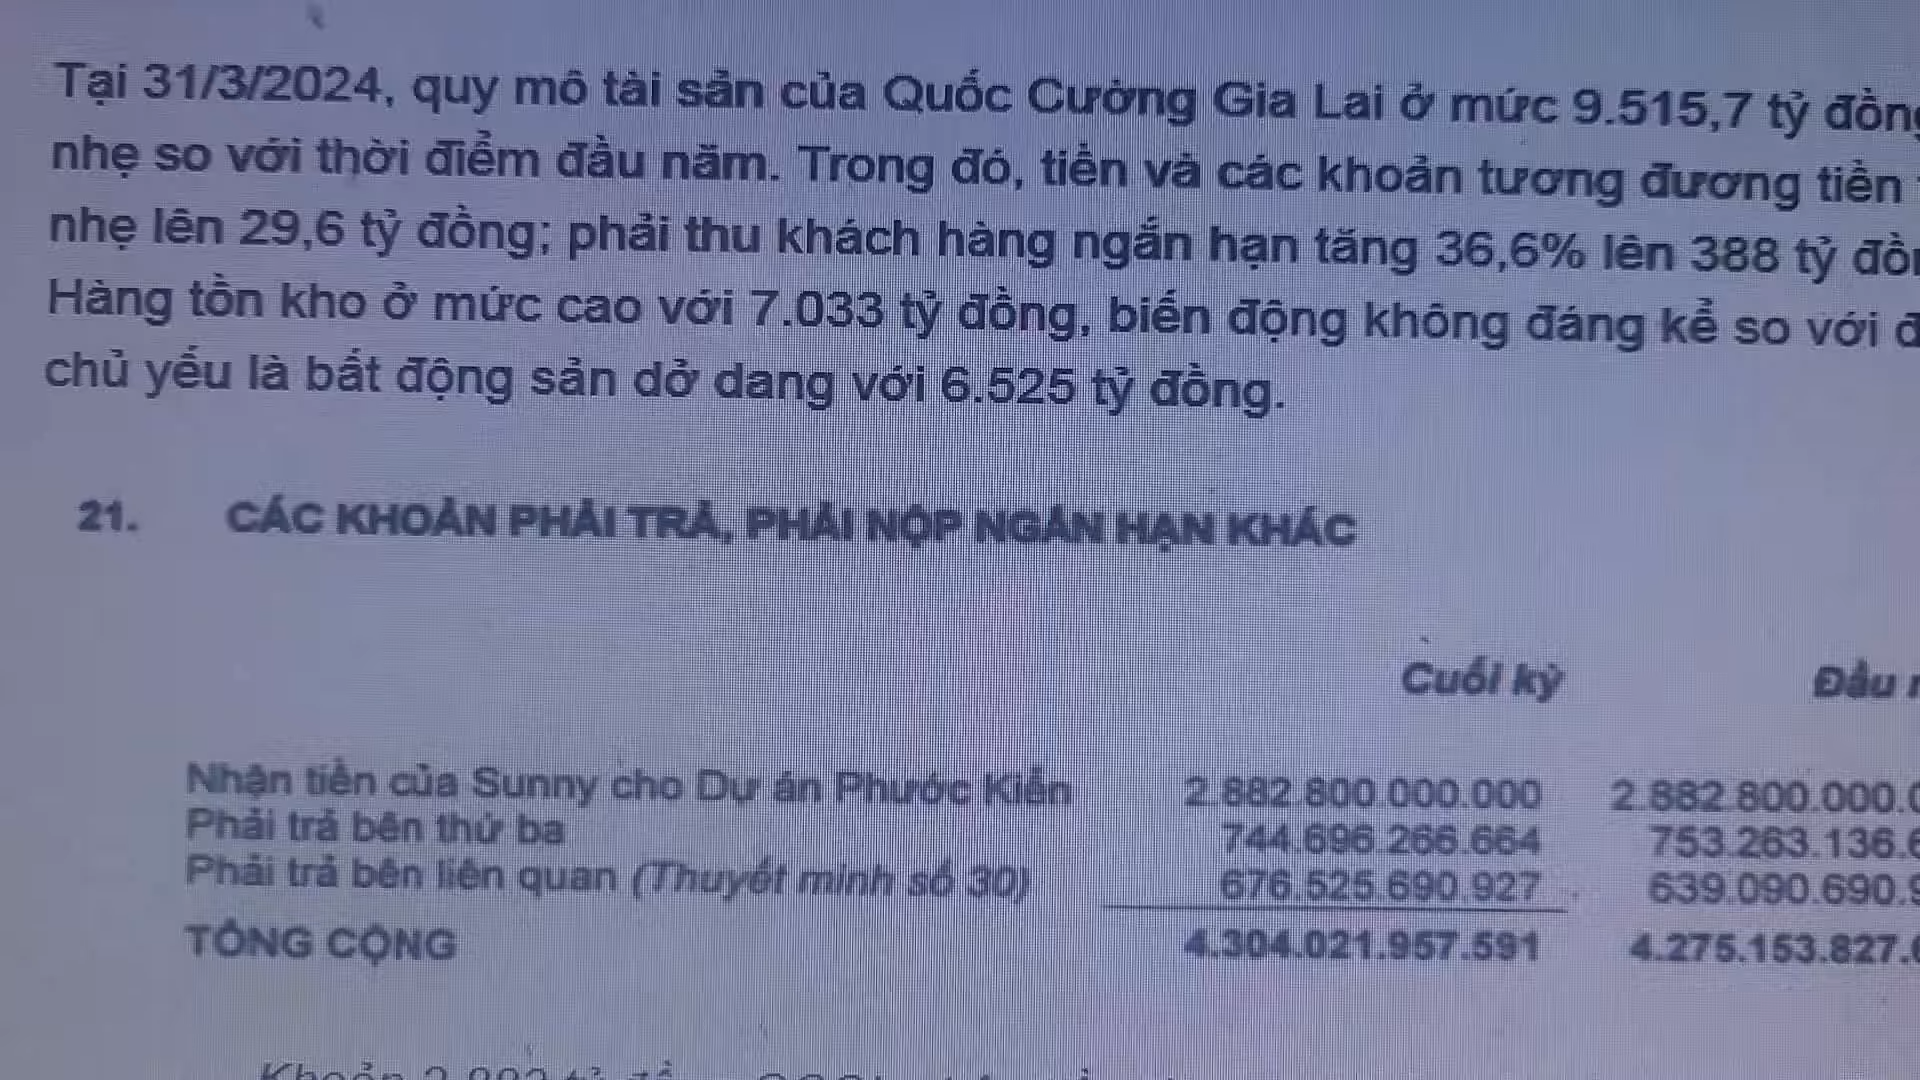 Tại 31/3/2024, quy mô tài sản của Quốc Cường Gia Lai ở mức 9.515,7 tỷ đồng
nhẹ so với thời điểm đầu năm. Trong đó, tiền và các khoản tương đương tiền
nhẹ lên 29,6 tỷ đồng; phải thu khách hàng ngắn hạn tăng 36,6% lên 388 tỷ
Hàng tồn kho ở mức cao với 7.033 tỷ đồng, biến động không đáng kể so với
chủ yếu là bất động sản dở dang với 6.525 tỷ đồng.
21. CÁC KHOẢN PHẢI TRẢ, PHẢI NỘP NGẮN HẠN KHÁC
Cuối kỳ Đầu
Nhận tiền của Sunny cho Dự án Phước Kiển 2.882.800.000.000 2.882.800.000.
Phải trả bên thứ ba 744.696.266.664 753.263.136.
Phải trả bên liên quan (Thuyết minh số 30) 676.525.690.927 639.090.690.
TỔNG CỘNG 4.304.021.957.591 4.275.153.827.